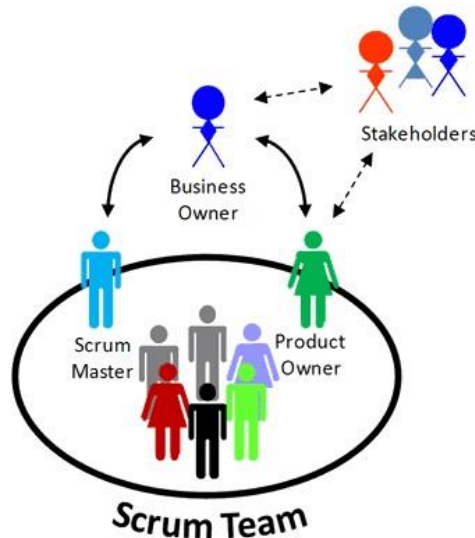 Stakeholders
Business
Owner
Scrum
Master
Product
Owner
Scrum Team